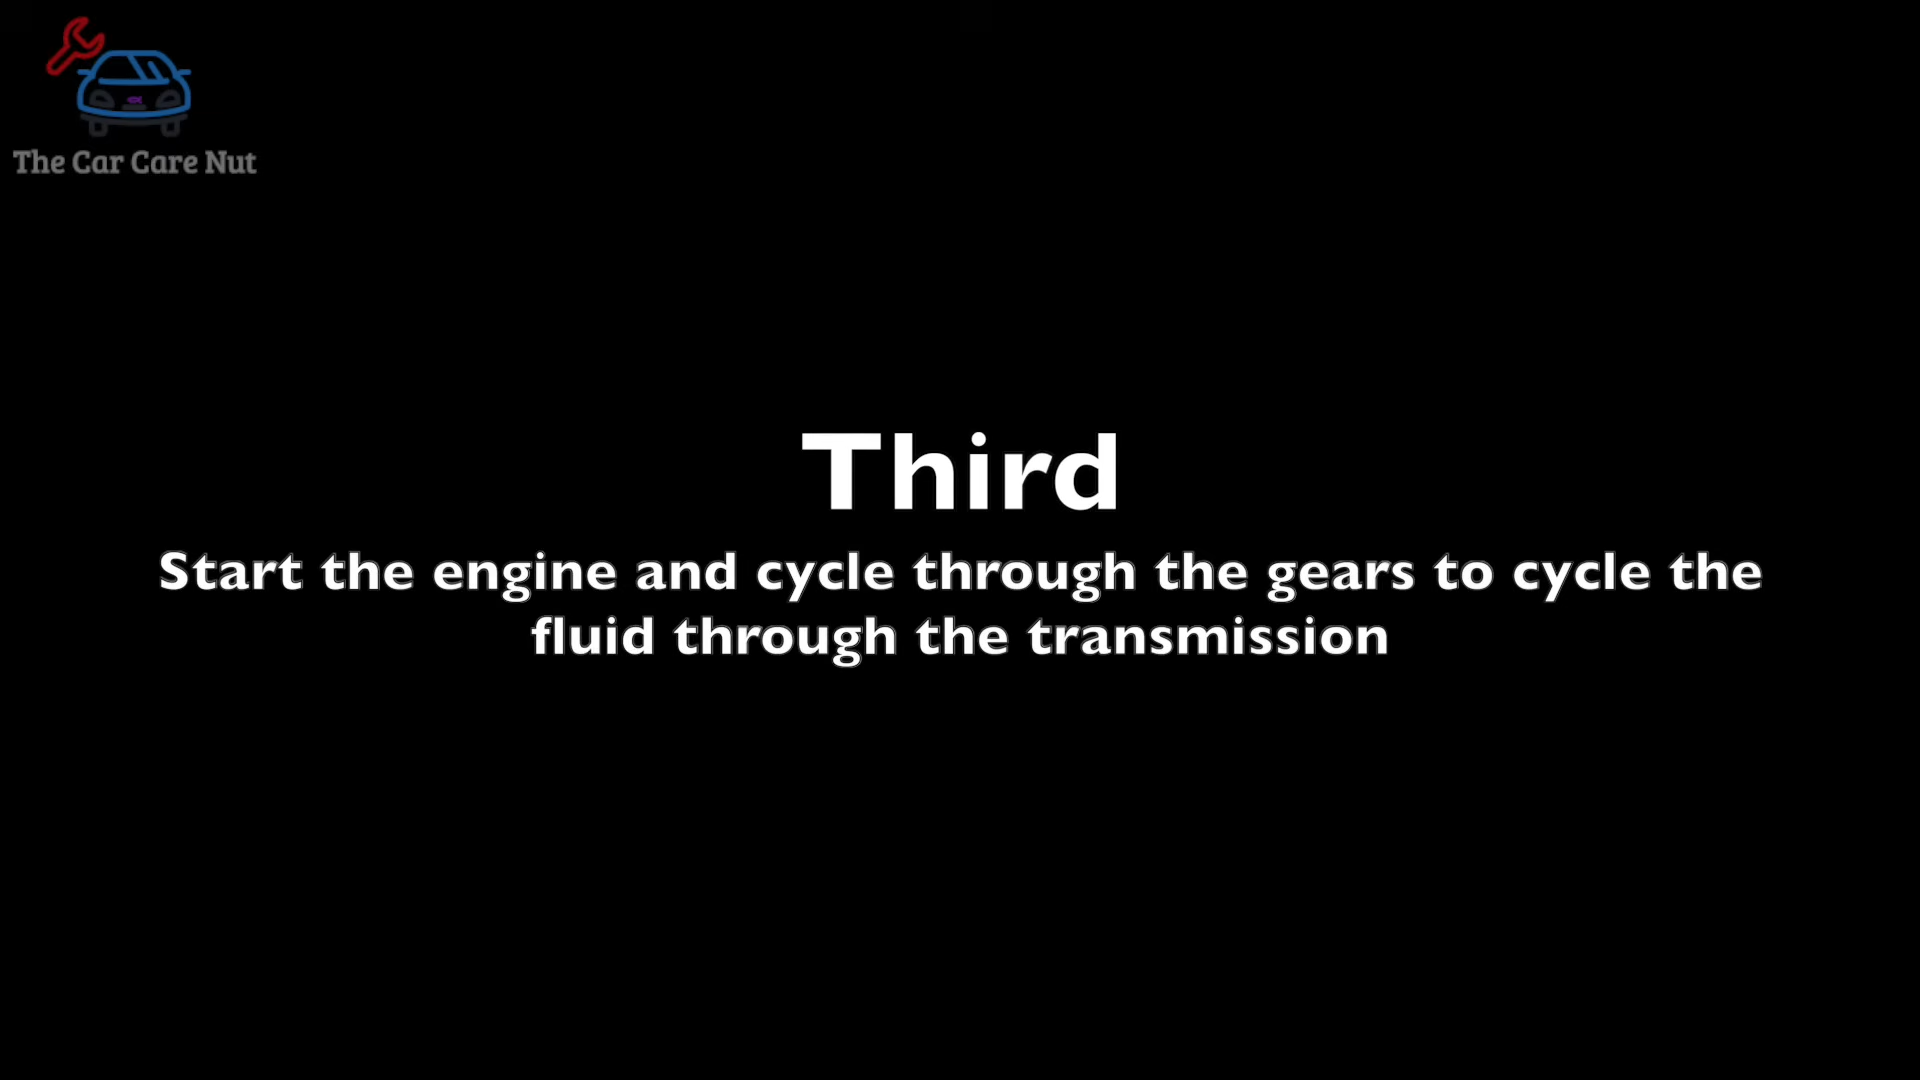 The Car Care Nut
Third
Start the engine and cycle through the gears to cycle the
fluid through the transmission